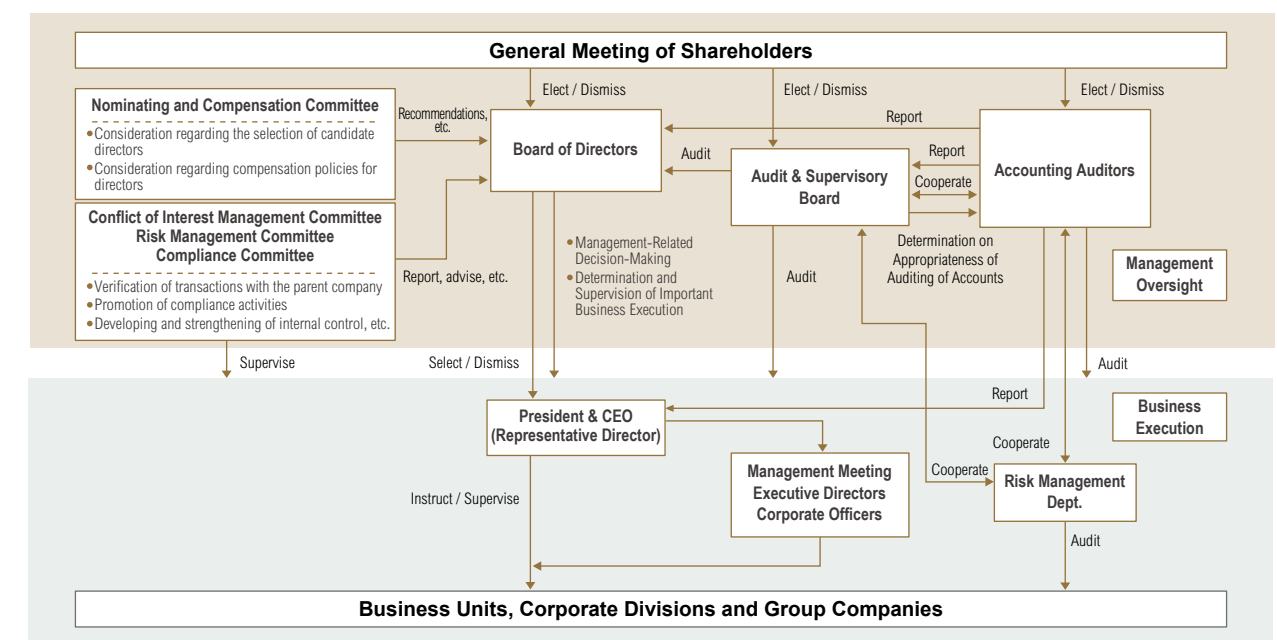 General Meeting of Shareholders
Elect / Dismiss
Elect / Dismiss
Elect / Dismiss
Nominating and Compensation Committee
•Consideration regarding the selection of candidate
directors
•Consideration regarding compensation policies for
directors
Recommendations,
etc.
Board of Directors
Report
Audit
Audit & Supervisory
Board
Report
Cooperate
Accounting Auditors
Conflict of Interest Management Committee
Risk Management Committee
Compliance Committee
•Verification of transactions with the parent company
•Promotion of compliance activities
•Developing and strengthening of internal control, etc.
Report, advise, etc.
•Management-Related
Decision-Making
•Determination and
Supervision of Important
Business Execution
Audit
Determination on
Appropriateness of
Auditing of Accounts
Management
Oversight
Supervise
Select / Dismiss
Audit
Report
Business
Execution
President & CEO
(Representative Director)
Cooperate
Cooperate
Management Meeting
Executive Directors
Corporate Officers
Risk Management
Dept.
Instruct / Supervise
Audit
Business Units, Corporate Divisions and Group Companies